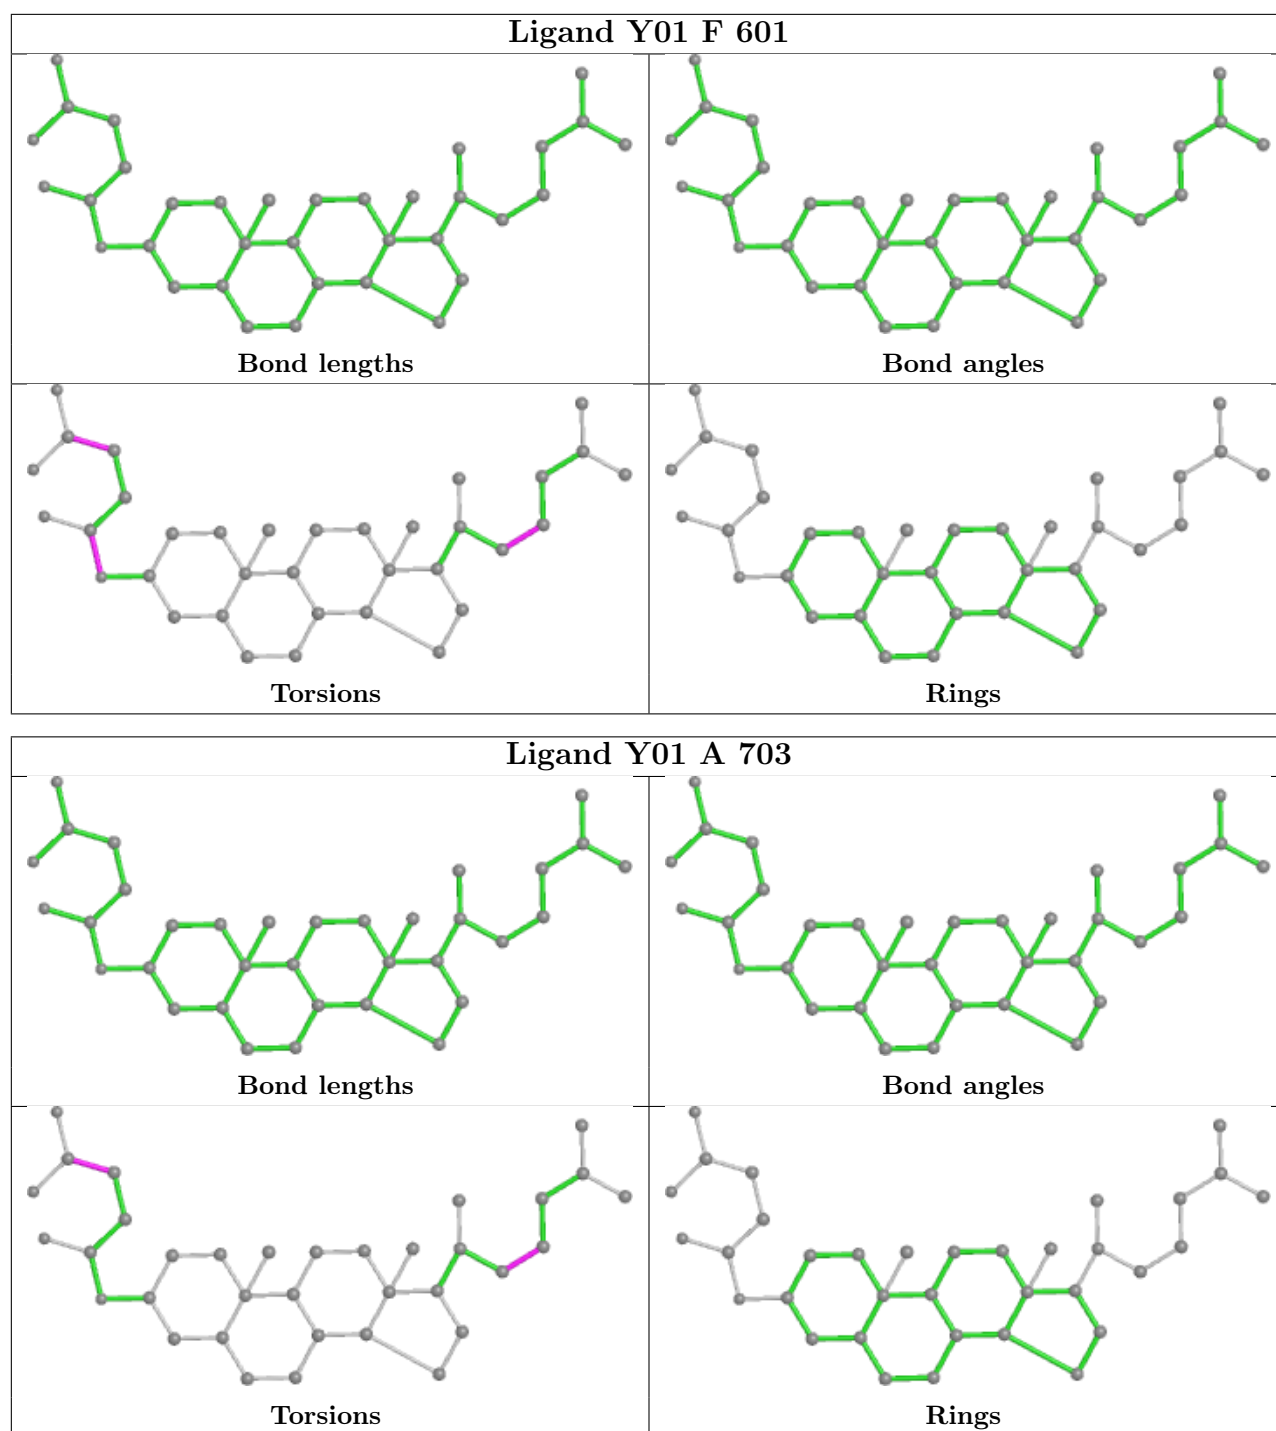 Ligand Y01 F 601
Bond lengths
Bond angles
Torsions
Rings
Ligand Y01 A 703
Bond lengths
Bond angles
Torsions
Rings